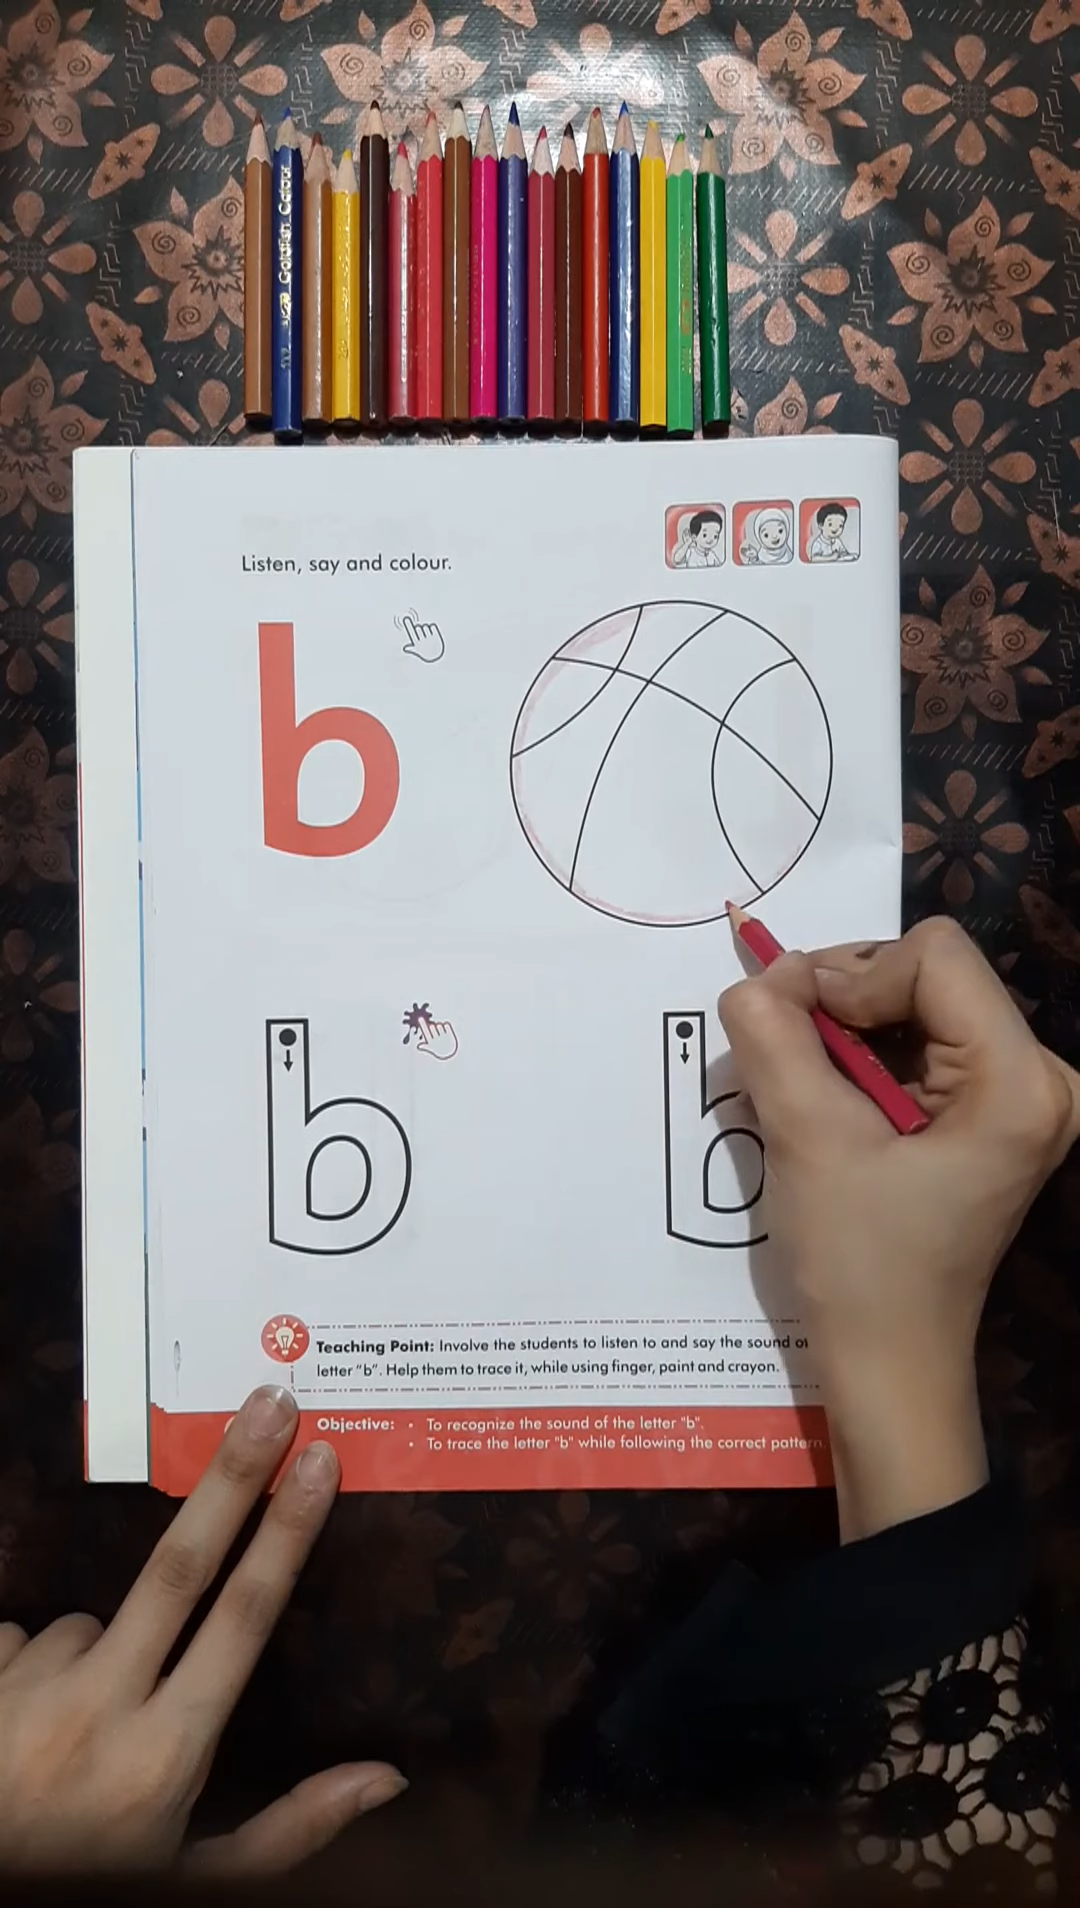 Goldfish Colour
Listen, say and colour.
b
b
b
Teaching Point: Involve the students to listen to and say the sound of
letter "b". Help them to trace it, while using finger, paint and crayon.
Objective: • To recognize the sound of the letter "b".
• To trace the letter "b" while following the correct pattern